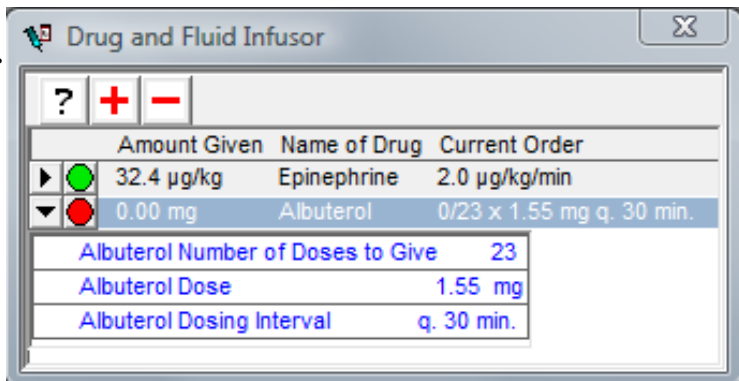 Drug and Fluid Infusor
? + −
Amount Given Name of Drug Current Order
32.4 µg/kg Epinephrine 2.0 µg/kg/min
0.00 mg Albuterol 0/23 x 1.55 mg q. 30 min.
Albuterol Number of Doses to Give 23
Albuterol Dose 1.55 mg
Albuterol Dosing Interval q. 30 min.